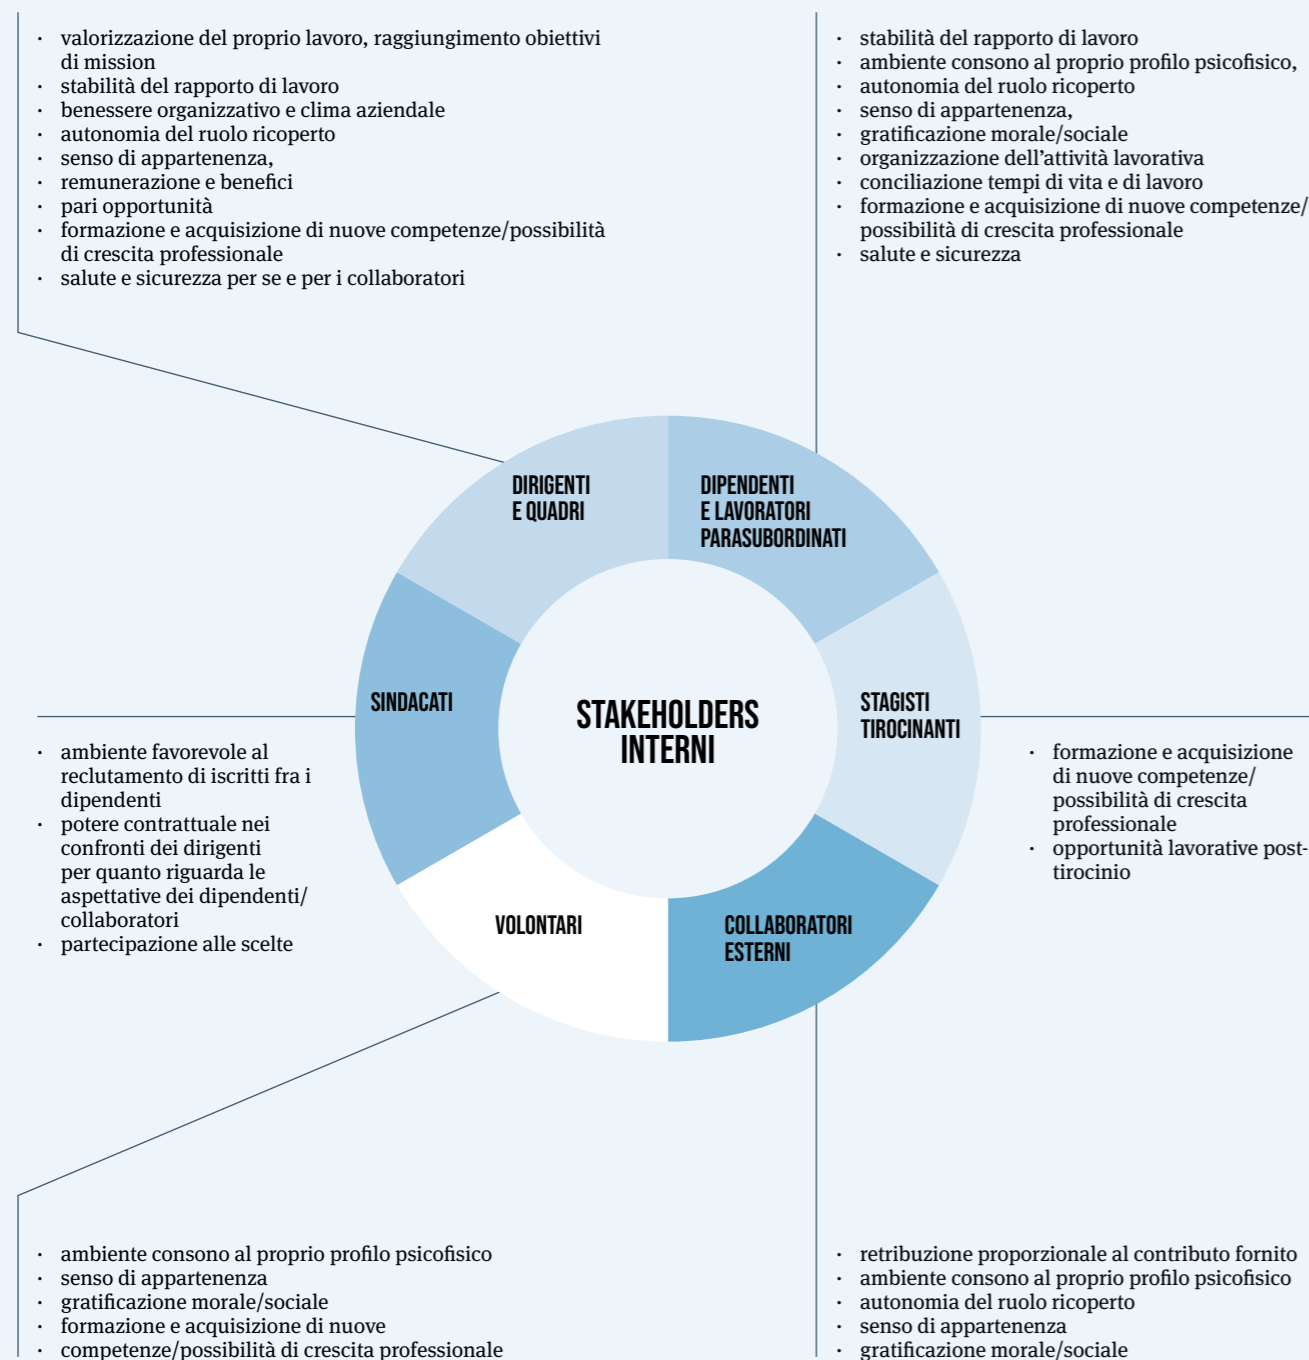 · valorizzazione del proprio lavoro, raggiungimento obiettivi
di mission
· stabilità del rapporto di lavoro
· benessere organizzativo e clima aziendale
· autonomia del ruolo ricoperto
· senso di appartenenza,
· remunerazione e benefici
· pari opportunità
· formazione e acquisizione di nuove competenze/possibilità
di crescita professionale
· salute e sicurezza per se e per i collaboratori
· stabilità del rapporto di lavoro
· ambiente consono al proprio profilo psicofisico,
· autonomia del ruolo ricoperto
· senso di appartenenza,
· gratificazione morale/sociale
· organizzazione dell’attività lavorativa
· conciliazione tempi di vita e di lavoro
· formazione e acquisizione di nuove competenze/
possibilità di crescita professionale
· salute e sicurezza
DIRIGENTI
E QUADRI
DIPENDENTI
E LAVORATORI
PARASUBORDINATI
SINDACATI
STAKEHOLDERS
INTERNI
STAGISTI
TIROCINANTI
· ambiente favorevole al
reclutamento di iscritti fra i
dipendenti
· potere contrattuale nei
confronti dei dirigenti
per quanto riguarda le
aspettative dei dipendenti/
collaboratori
· partecipazione alle scelte
· formazione e acquisizione
di nuove competenze/
possibilità di crescita
professionale
· opportunità lavorative post-
tirocinio
VOLONTARI
COLLABORATORI
ESTERNI
· ambiente consono al proprio profilo psicofisico
· senso di appartenenza
· gratificazione morale/sociale
· formazione e acquisizione di nuove
· competenze/possibilità di crescita professionale
· retribuzione proporzionale al contributo fornito
· ambiente consono al proprio profilo psicofisico
· autonomia del ruolo ricoperto
· senso di appartenenza
· gratificazione morale/sociale